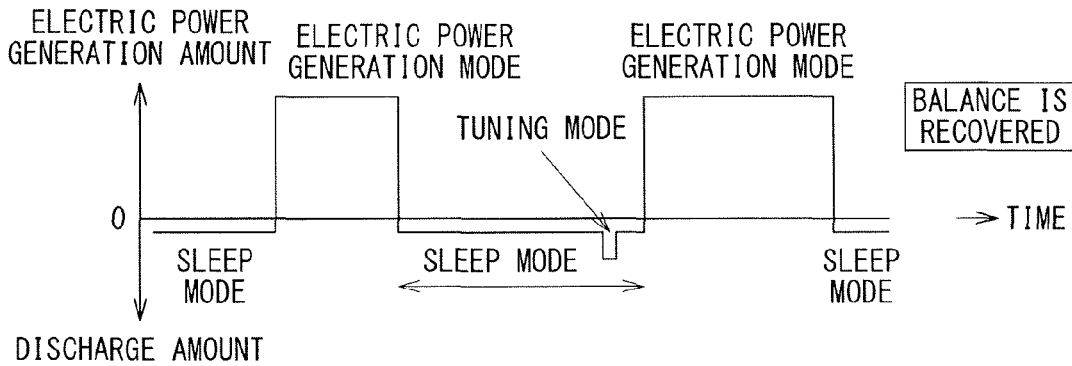 ELECTRIC POWER
GENERATION AMOUNT
ELECTRIC POWER
GENERATION MODE
ELECTRIC POWER
GENERATION MODE
BALANCE IS
RECOVERED
TUNING MODE
0
TIME
SLEEP
MODE
SLEEP MODE
SLEEP
MODE
DISCHARGE AMOUNT